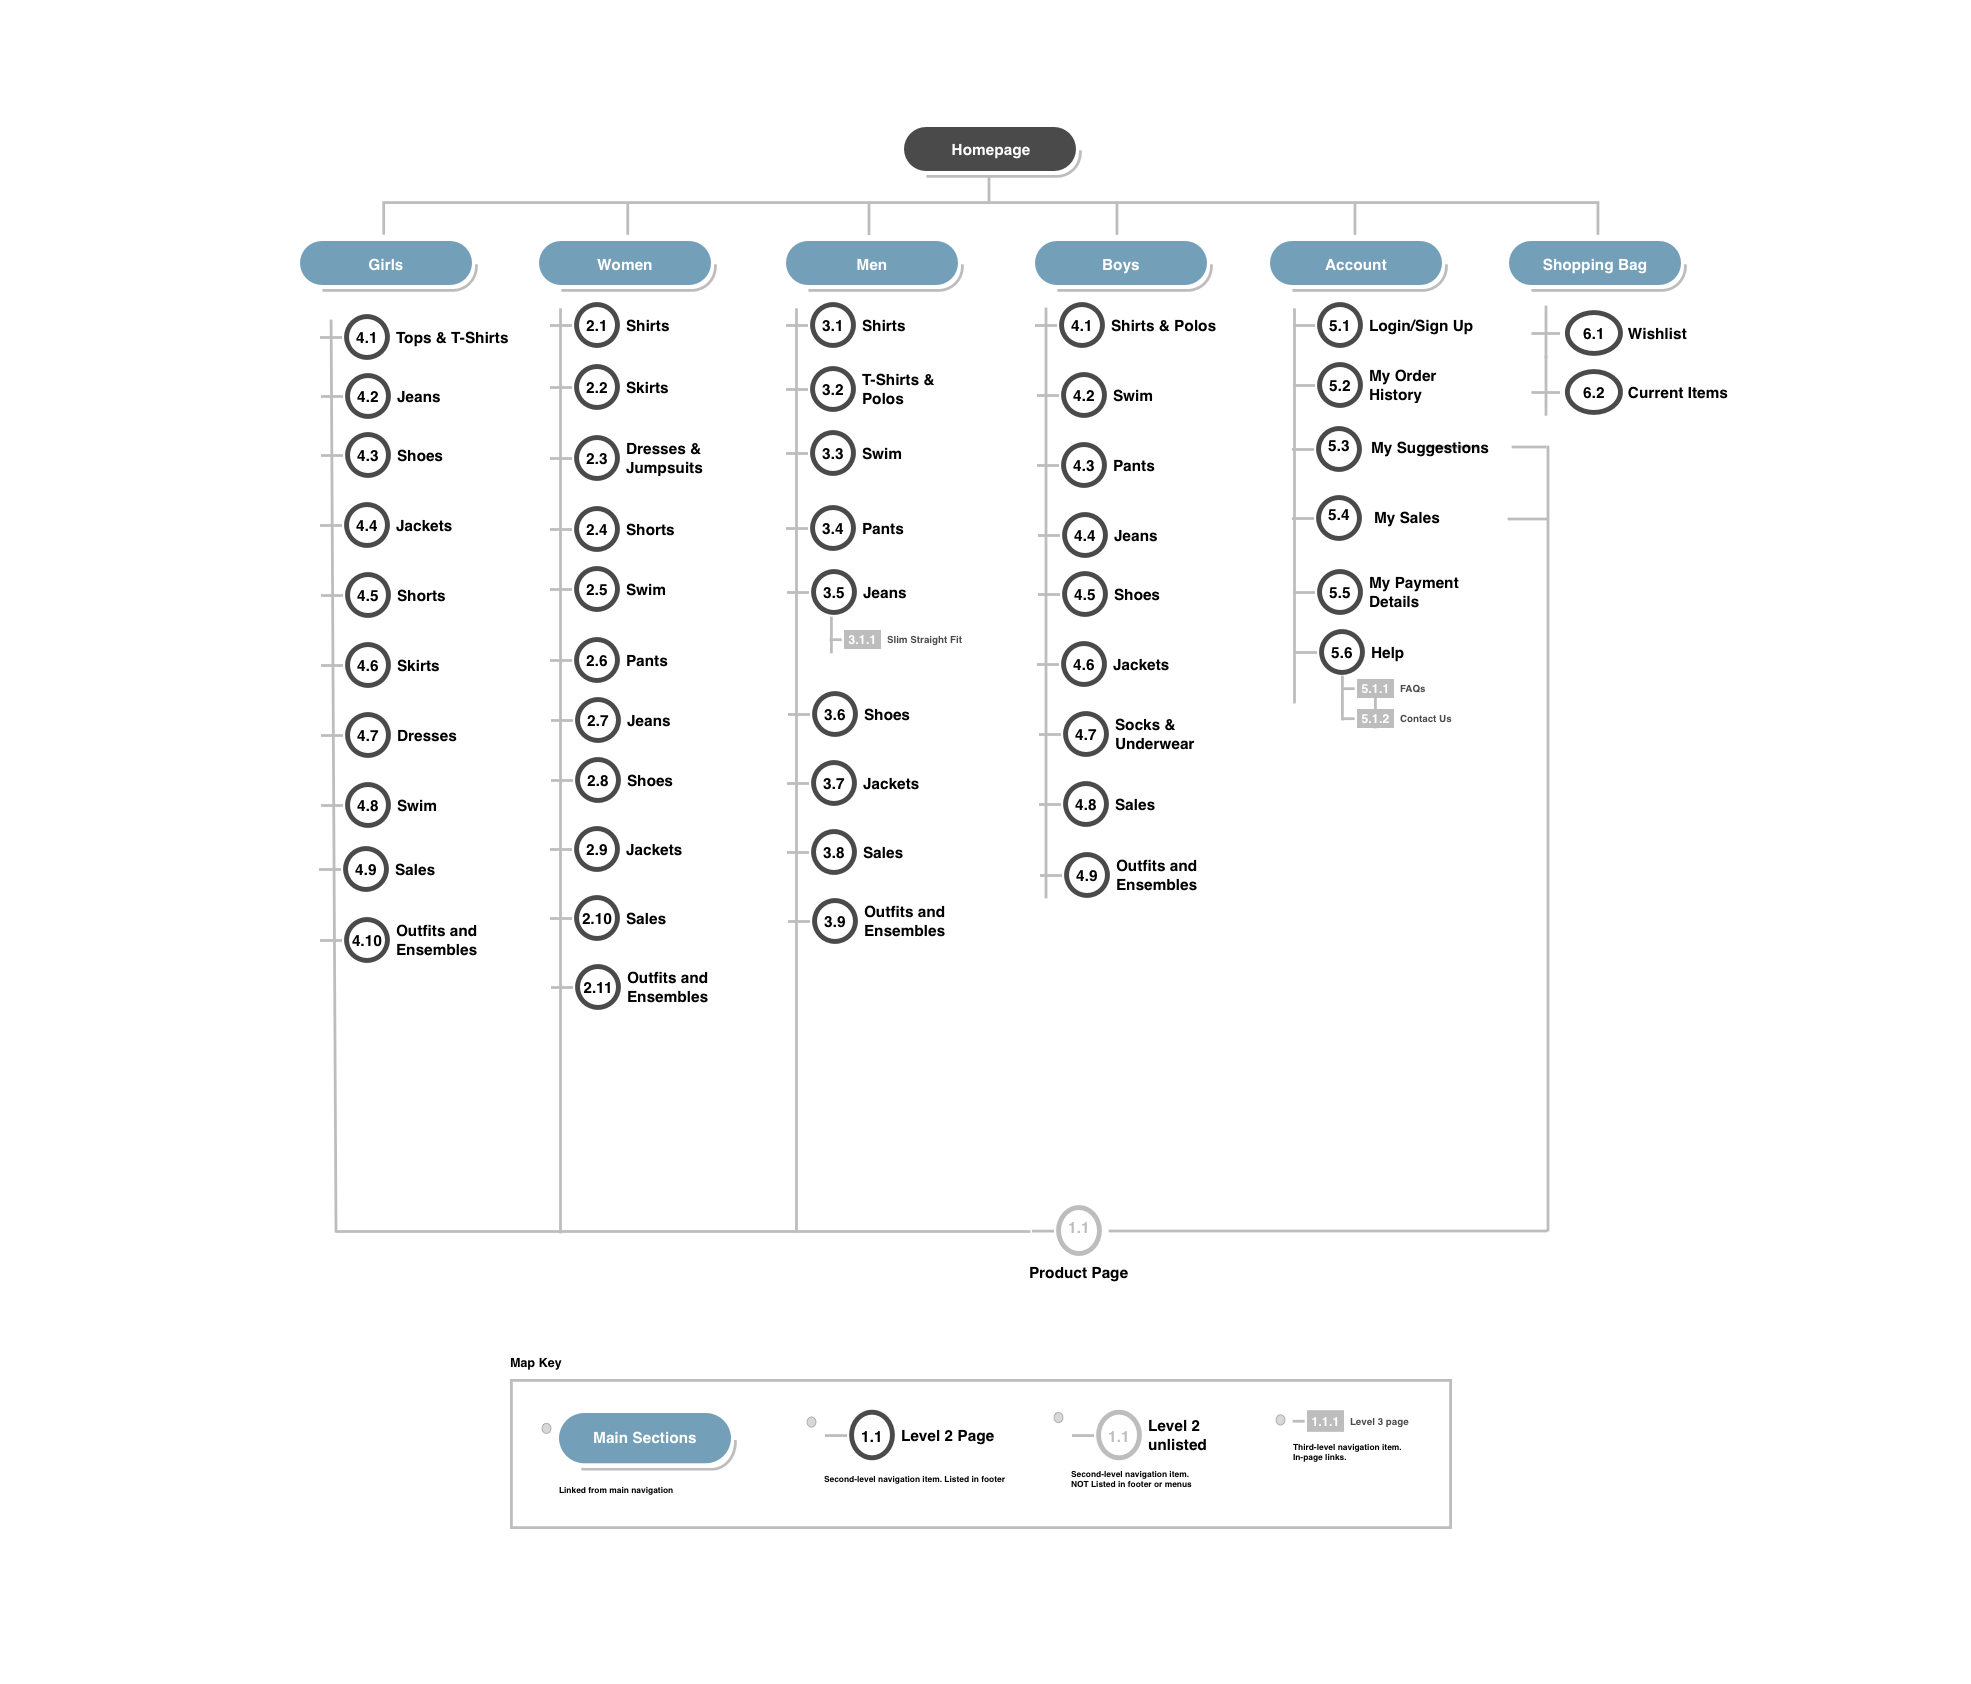 Homepage
Girls
Women
Men
Boys
Account
Shopping Bag
4.1 Tops & T-Shirts
4.2 Jeans
4.3 Shoes
4.4 Jackets
4.5 Shorts
4.6 Skirts
4.7 Dresses
4.8 Swim
4.9 Sales
4.10 Outfits and
Ensembles
2.1 Shirts
2.2 Skirts
2.3 Dresses &
Jumpsuits
2.4 Shorts
2.5 Swim
2.6 Pants
2.7 Jeans
2.8 Shoes
2.9 Jackets
2.10 Sales
2.11 Outfits and
Ensembles
3.1 Shirts
3.2 T-Shirts &
Polos
3.3 Swim
3.4 Pants
3.5 Jeans
3.1.1 Slim Straight Fit
3.6 Shoes
3.7 Jackets
3.8 Sales
3.9 Outfits and
Ensembles
4.1 Shirts & Polos
4.2 Swim
4.3 Pants
4.4 Jeans
4.5 Shoes
4.6 Jackets
4.7 Socks &
Underwear
4.8 Sales
4.9 Outfits and
Ensembles
5.1 Login/Sign Up
5.2 My Order
History
5.3 My Suggestions
5.4 My Sales
5.5 My Payment
Details
5.6 Help
5.1.1 FAQs
5.1.2 Contact Us
6.1 Wishlist
6.2 Current Items
1.1
Product Page
Map Key
Main Sections
Linked from main navigation
1.1 Level 2 Page
Second-level navigation item. Listed in footer
1.1 Level 2
unlisted
Second-level navigation item.
NOT Listed in footer or menus
1.1.1 Level 3 page
Third-level navigation item.
In-page links.